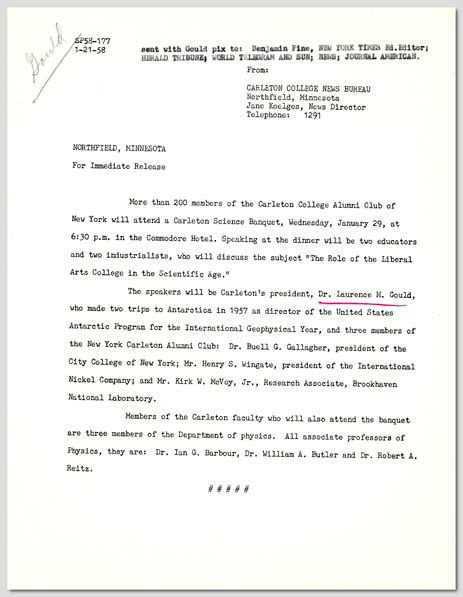 Gould
SP58-177
1-21-58
sent with Gould pix to: Benjamin Fine, NEW YORK TIMES Ed.Editor;
HERALD TRIBUNE; WORLD TELEGRAM AND SUN; NEWS; JOURNAL AMERICAN.
From:
CARLETON COLLEGE NEWS BUREAU
Northfield, Minnesota
Jane Koelges, News Director
Telephone: 1291
NORTHFIELD, MINNESOTA
For Immediate Release
More than 200 members of the Carleton College Alumni Club of
New York will attend a Carleton Science Banquet, Wednesday, January 29, at
6:30 p.m. in the Commodore Hotel. Speaking at the dinner will be two educators
and two industrialists, who will discuss the subject "The Role of the Liberal
Arts College in the Scientific Age."
The speakers will be Carleton's president, Dr. Laurence M. Gould,
who made two trips to Antarctica in 1957 as director of the United States
Antarctic Program for the International Geophysical Year, and three members of
the New York Carleton Alumni Club: Dr. Buell G. Gallagher, president of the
City College of New York; Mr. Henry S. Wingate, president of the International
Nickel Company; and Mr. Kirk W. McVoy, Jr., Research Associate, Brookhaven
National Laboratory.
Members of the Carleton faculty who will also attend the banquet
are three members of the Department of physics. All associate professors of
Physics, they are: Dr. Ian G. Barbour, Dr. William A. Butler and Dr. Robert A.
Reitz.
# # # # #